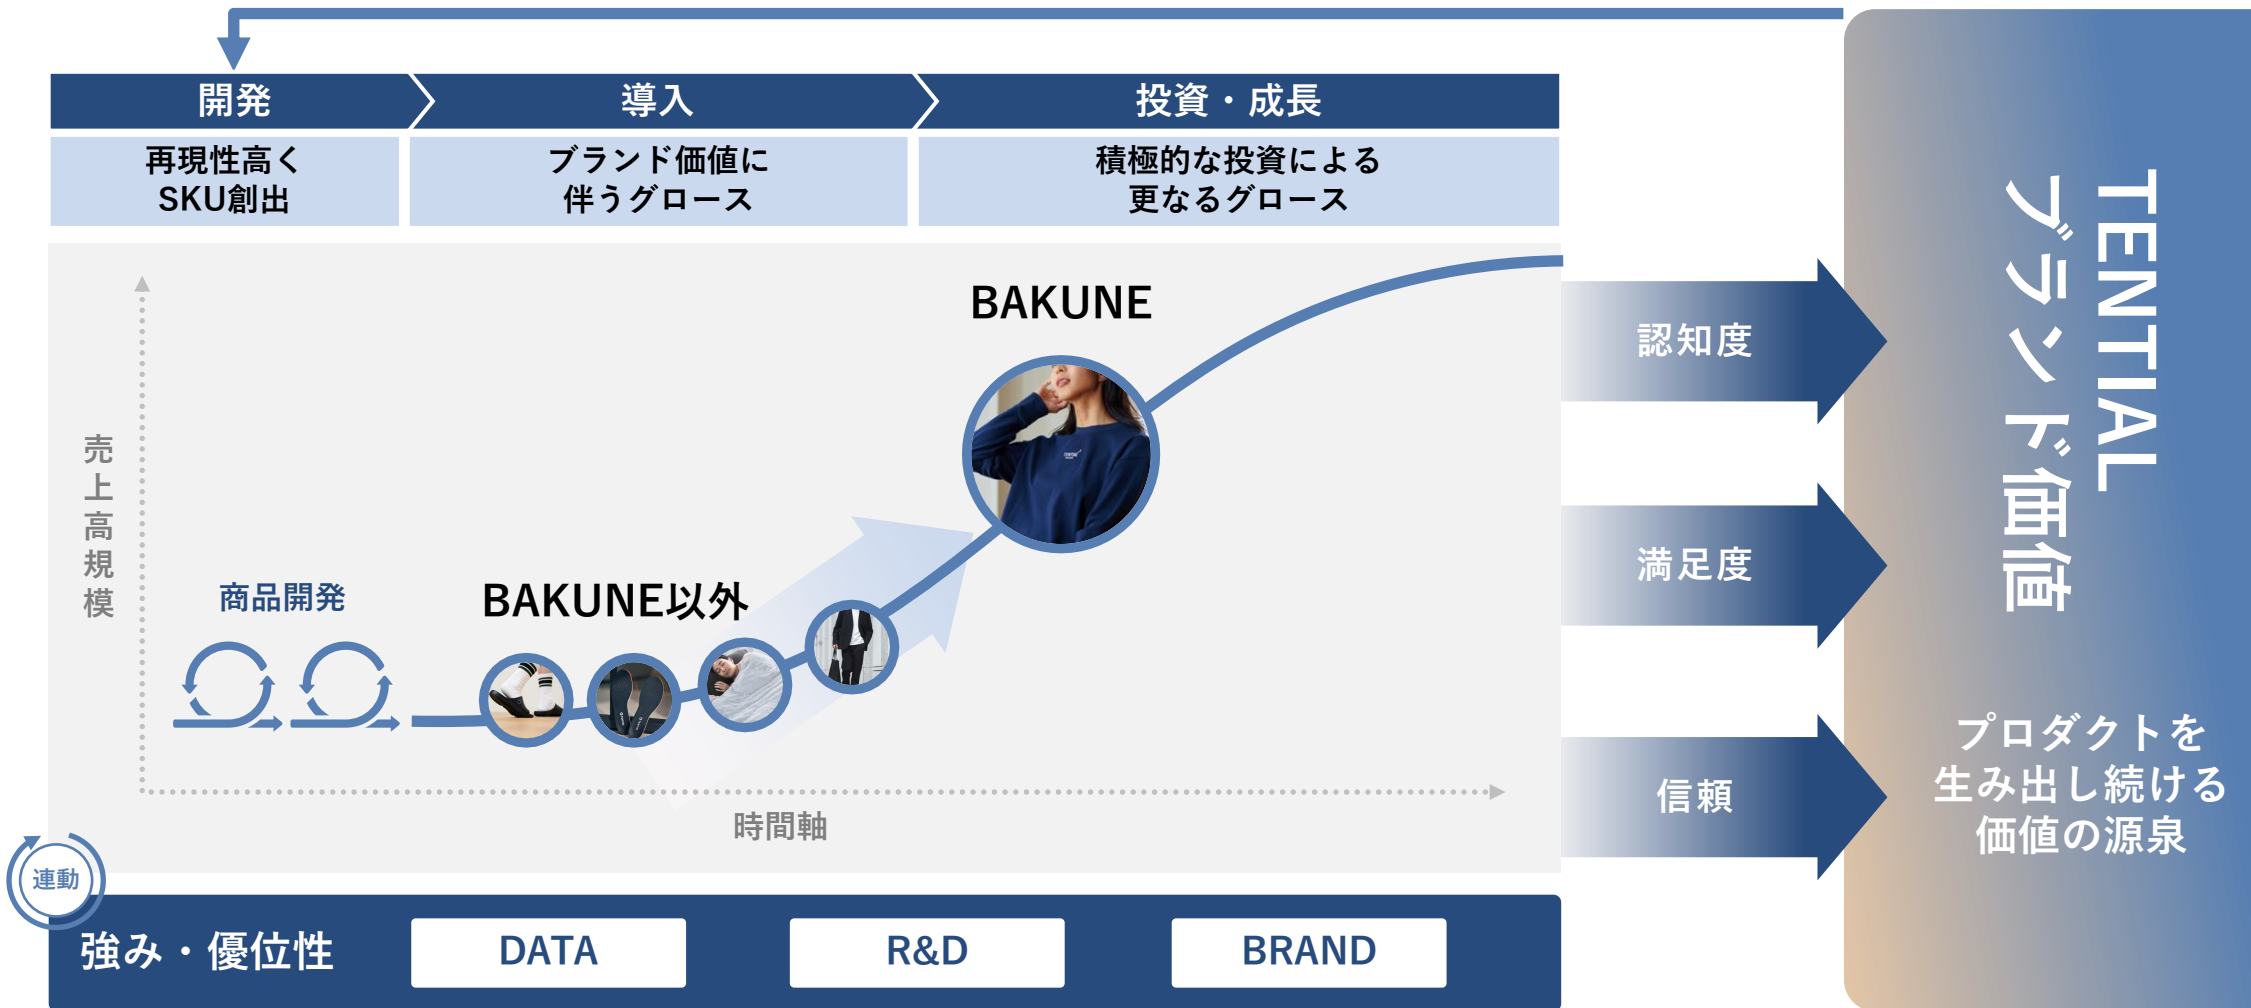 開発
導入
投資・成長
再現性高く
SKU創出
ブランド価値に
伴うグロース
積極的な投資による
更なるグロース
売上高規模
商品開発
BAKUNE以外
BAKUNE
時間軸
連動
強み・優位性
DATA
R&D
BRAND
認知度
満足度
信頼
TENTIAL
ブランド価値
プロダクトを
生み出し続ける
価値の源泉